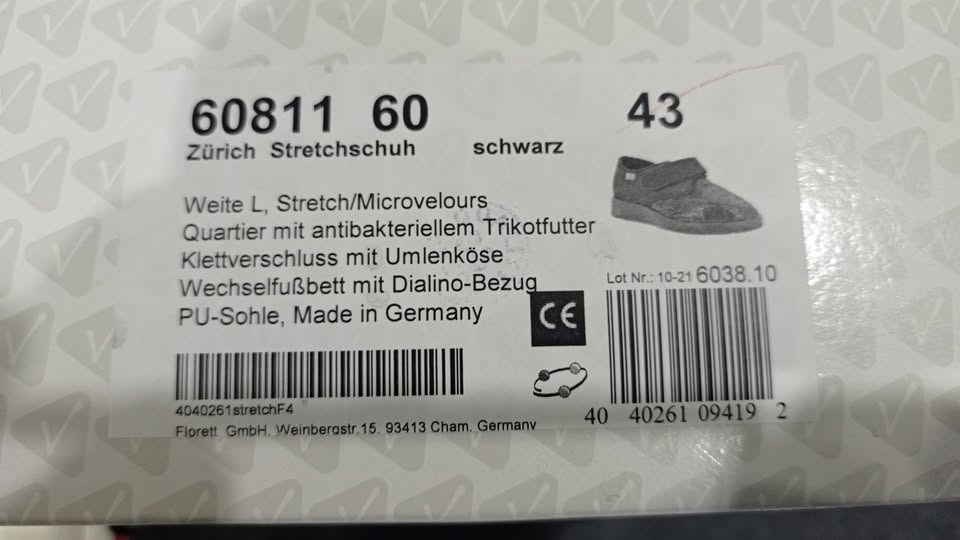 60811 60 43
Zürich Stretchschuh schwarz
Weite L, Stretch/Microvelours
Quartier mit antibakteriellem Trikotfutter
Klettverschluss mit Umlenköse
Wechselfußbett mit Dialino-Bezug
PU-Sohle, Made in Germany
CE
Lot Nr.: 10-21 6038.10
4040261stretchF4
Florett GmbH, Weinbergstr.15, 93413 Cham, Germany
40 40261 09419 2